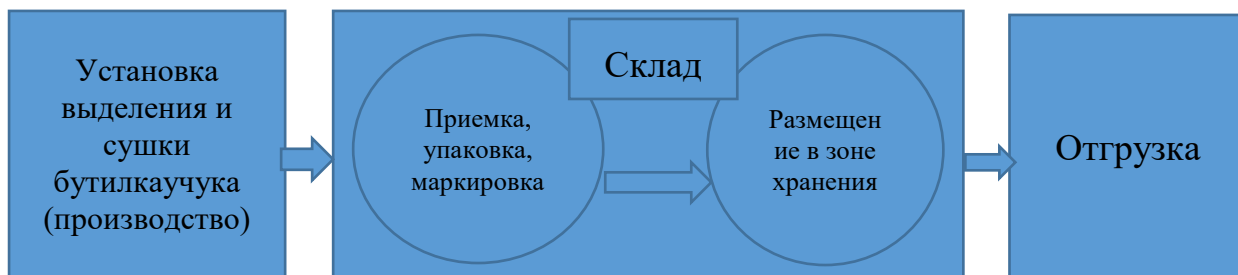 Установка
выделения и
сушки
бутилкаучука
(производство)
Склад
Приемка,
упаковка,
маркировка
Размещен
ие в зоне
хранения
Отгрузка